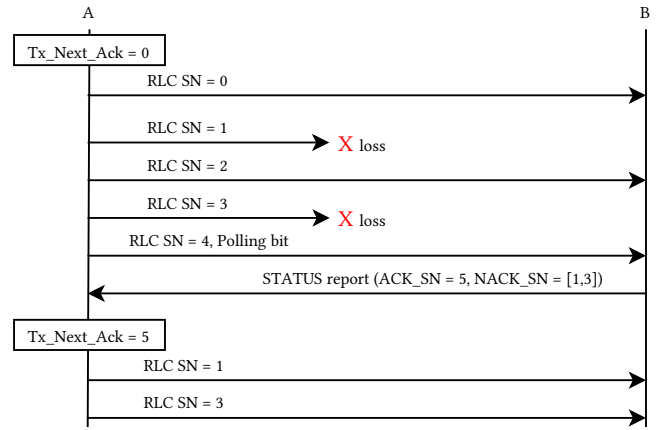 A
B
Tx_Next_Ack = 0
RLC SN = 0
RLC SN = 1
X loss
RLC SN = 2
RLC SN = 3
X loss
RLC SN = 4, Polling bit
STATUS report (ACK_SN = 5, NACK_SN = [1,3])
Tx_Next_Ack = 5
RLC SN = 1
RLC SN = 3